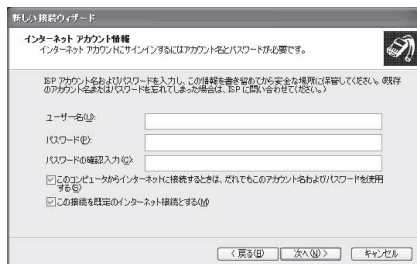 新しい接続ウィザード
インターネット アカウント情報
インターネット アカウントにサインインするにはアカウント名とパスワードが必要です。
ISP アカウント名およびパスワードを入力し、この情報を書き留めてから安全な場所に保管してください。(既存
のアカウント名またはパスワードを忘れてしまった場合は、ISP に問い合わせてください。)
ユーザー名(U):
パスワード(P):
パスワードの確認入力(C):
このコンピュータからインターネットに接続するときは、だれでもこのアカウント名およびパスワードを使用
する(S)
この接続を既定のインターネット接続とする(M)
< 戻る(B) 次へ(N) > キャンセル